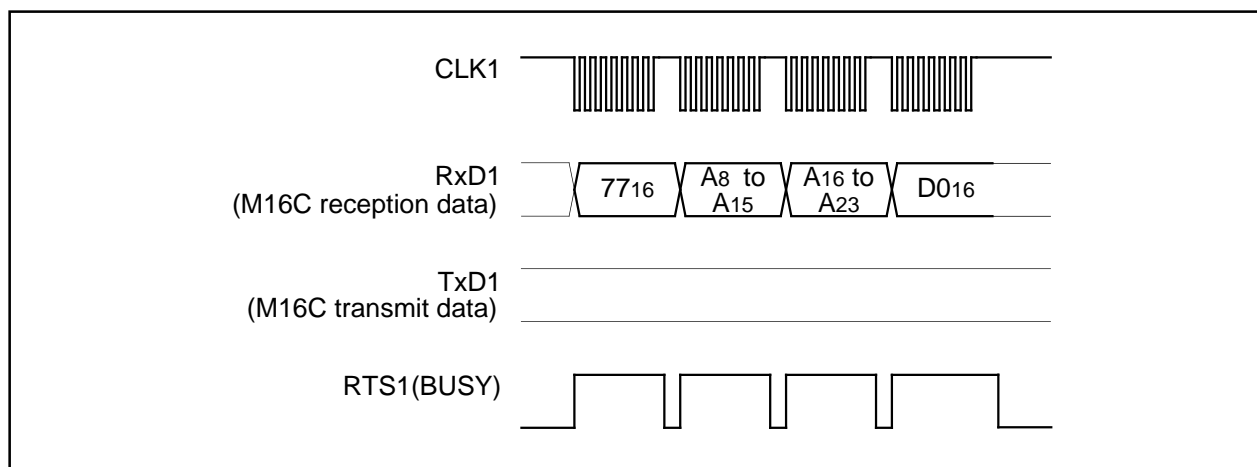 CLK1
RxD1
(M16C reception data)
7716
A8 to
A15
A16 to
A23
D016
TxD1
(M16C transmit data)
RTS1(BUSY)